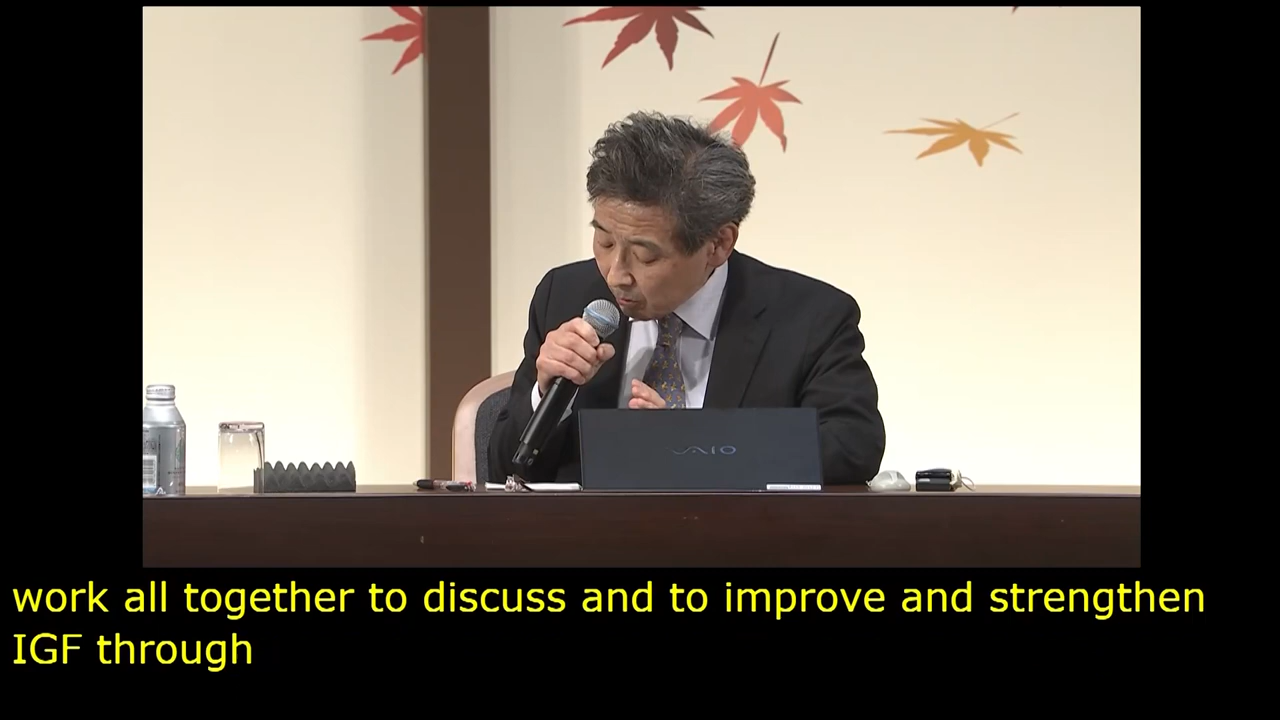 VAIO
work all together to discuss and to improve and strengthen
IGF through